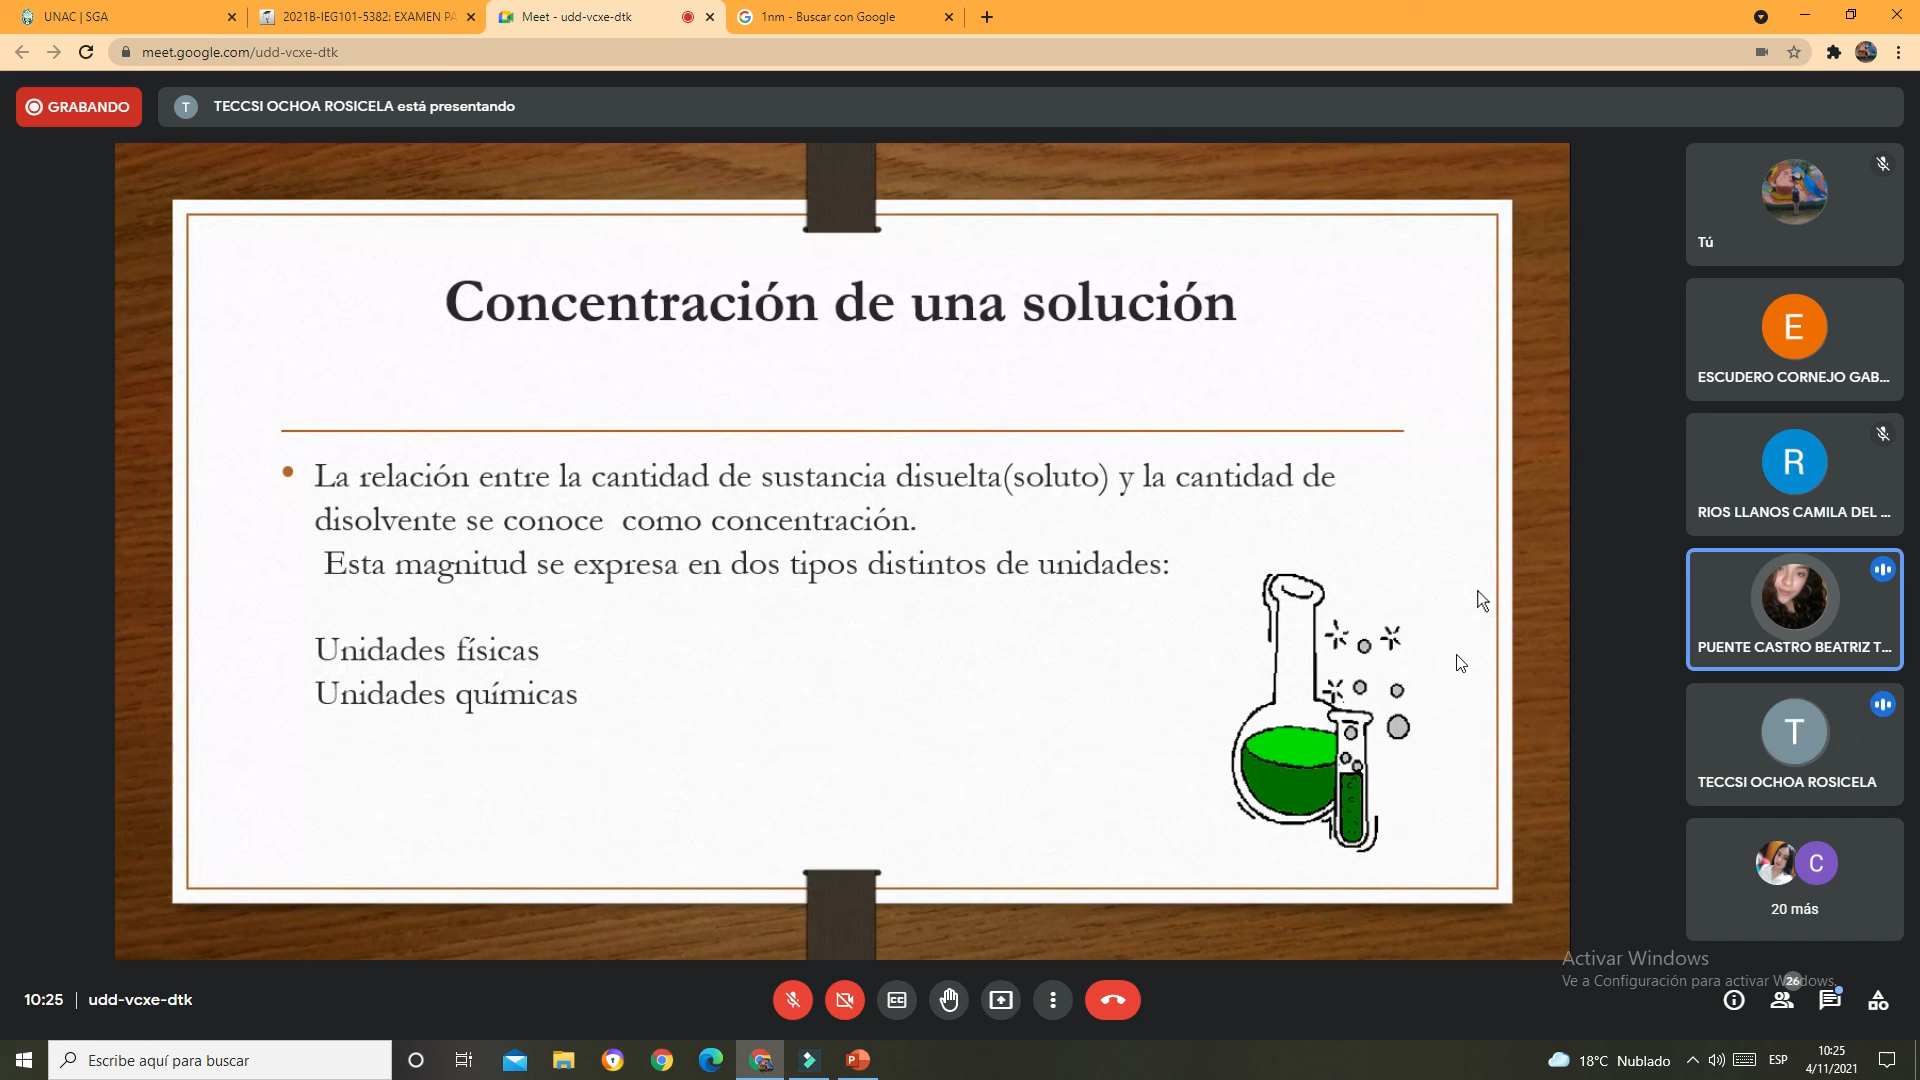 UNAC | SGA
2021B-IEG101-5382: EXAMEN PA
Meet - udd-vcxe-dtk
1nm - Buscar con Google
meet.google.com/udd-vcxe-dtk
GRABANDO
T
TECCSI OCHOA ROSICELA está presentando
Concentración de una solución
• La relación entre la cantidad de sustancia disuelta(soluto) y la cantidad de
disolvente se conoce como concentración.
Esta magnitud se expresa en dos tipos distintos de unidades:
Unidades físicas
Unidades químicas
Tú
E
ESCUDERO CORNEJO GAB...
R
RIOS LLANOS CAMILA DEL ...
PUENTE CASTRO BEATRIZ T...
T
TECCSI OCHOA ROSICELA
C
20 más
Activar Windows
Ve a Configuración para activar Windows.
10:25 | udd-vcxe-dtk
26
Escribe aquí para buscar
18°C Nublado
ESP
10:25
4/11/2021